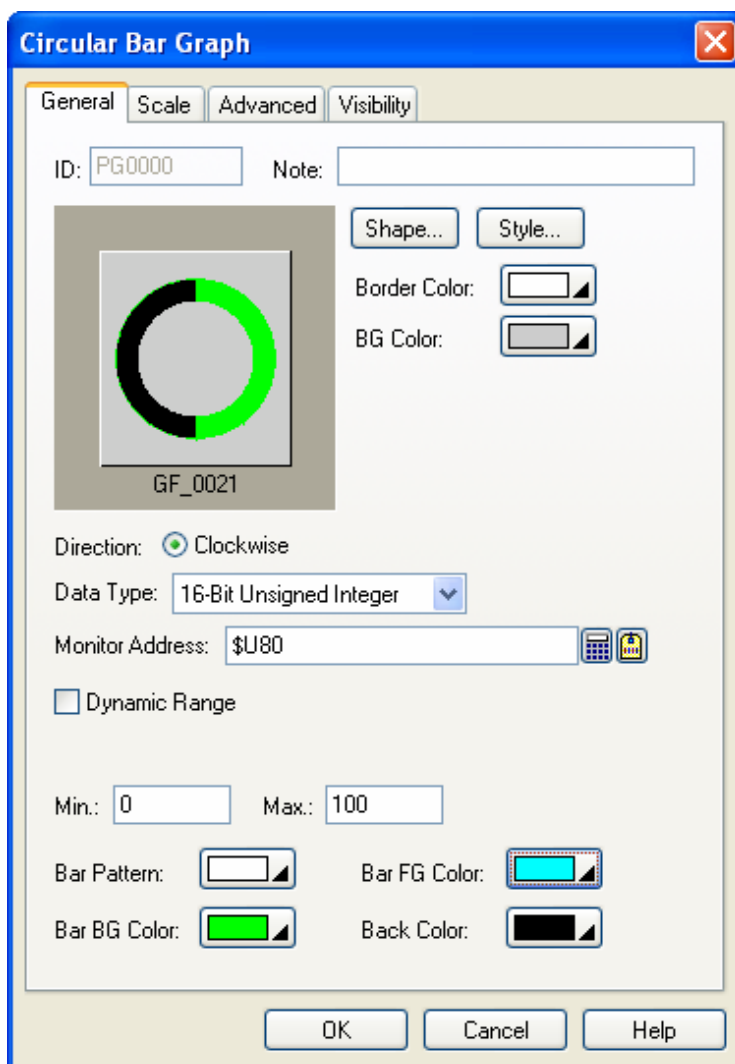 Circular Bar Graph
General Scale Advanced Visibility
ID: PG0000 Note:
Shape... Style...
Border Color:
BG Color:
GF_0021
Direction: Clockwise
Data Type: 16-Bit Unsigned Integer
Monitor Address: $U80
Dynamic Range
Min.: 0 Max.: 100
Bar Pattern: Bar FG Color:
Bar BG Color: Back Color:
OK Cancel Help